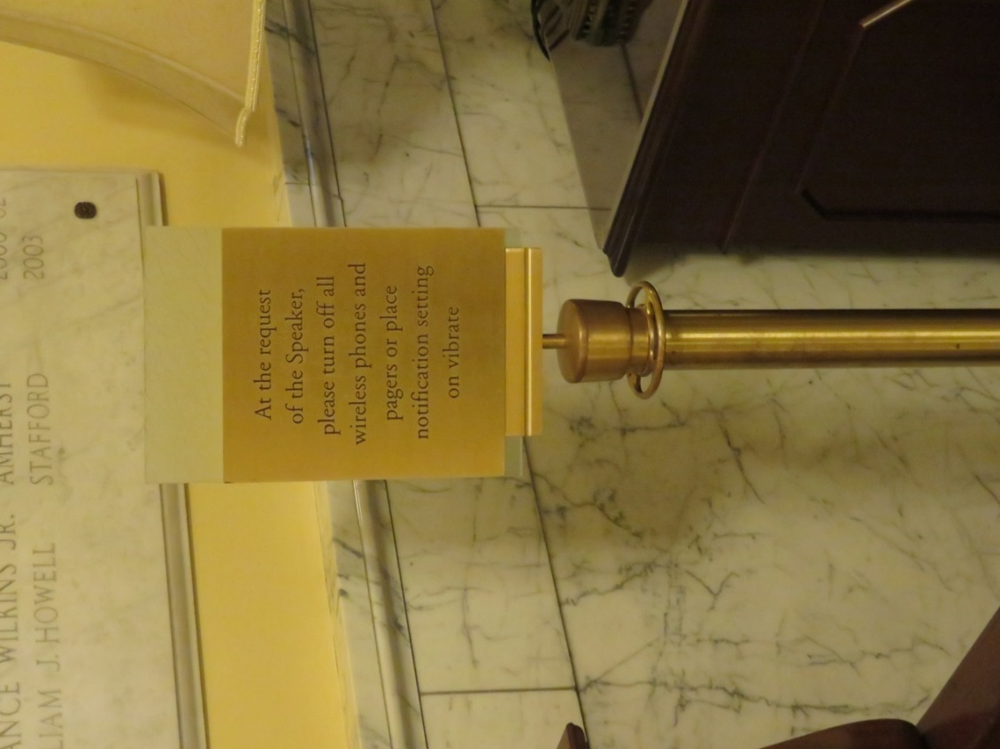 ANCE WILKINS JR. AMHERST
LIAM J. HOWELL STAFFORD 2003
At the request
of the Speaker,
please turn off all
wireless phones and
pagers or place
notification setting
on vibrate